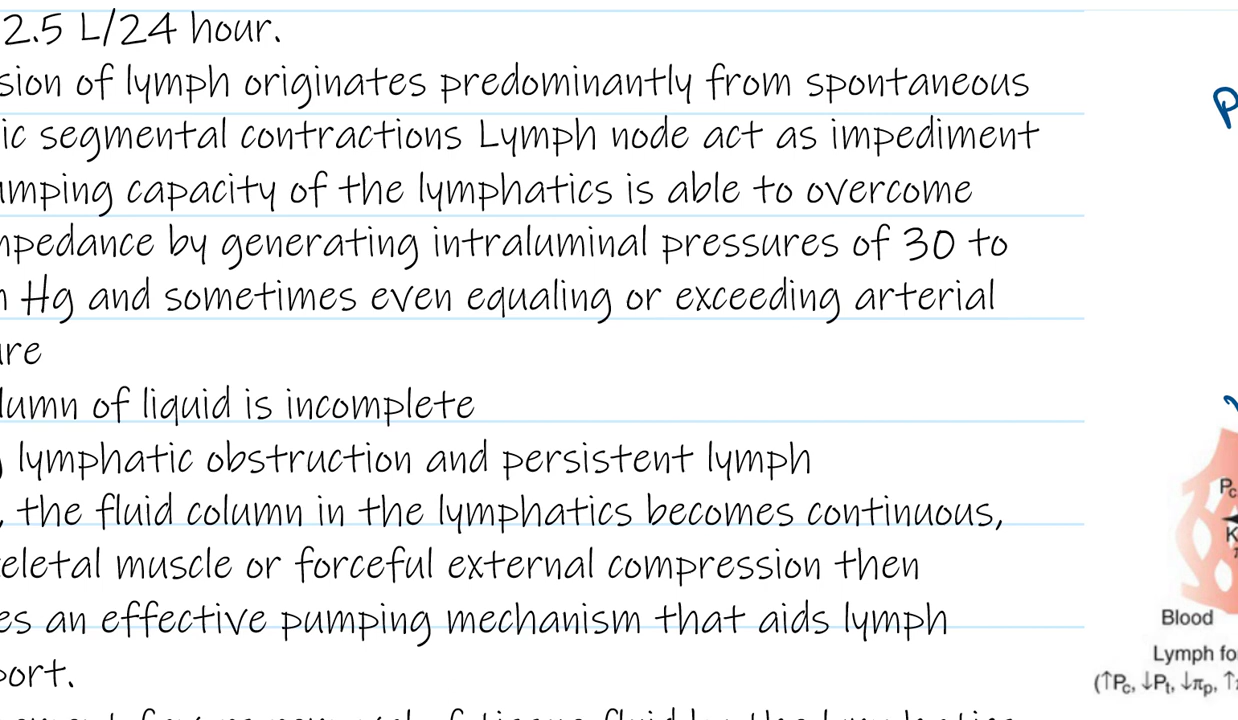 2.5 L/24 hour.
sion of lymph originates predominantly from spontaneous
ic segmental contractions Lymph node act as impediment
umping capacity of the lymphatics is able to overcome
mpedance by generating intraluminal pressures of 30 to
Hg and sometimes even equaling or exceeding arterial
ure
lumn of liquid is incomplete
lymphatic obstruction and persistent lymph
, the fluid column in the lymphatics becomes continuous,
eletal muscle or forceful external compression then
es an effective pumping mechanism that aids lymph
port.
P
Pc
K
Blood
Lymph fo
(↑Pc, ↓Pt, ↓πp, ↑